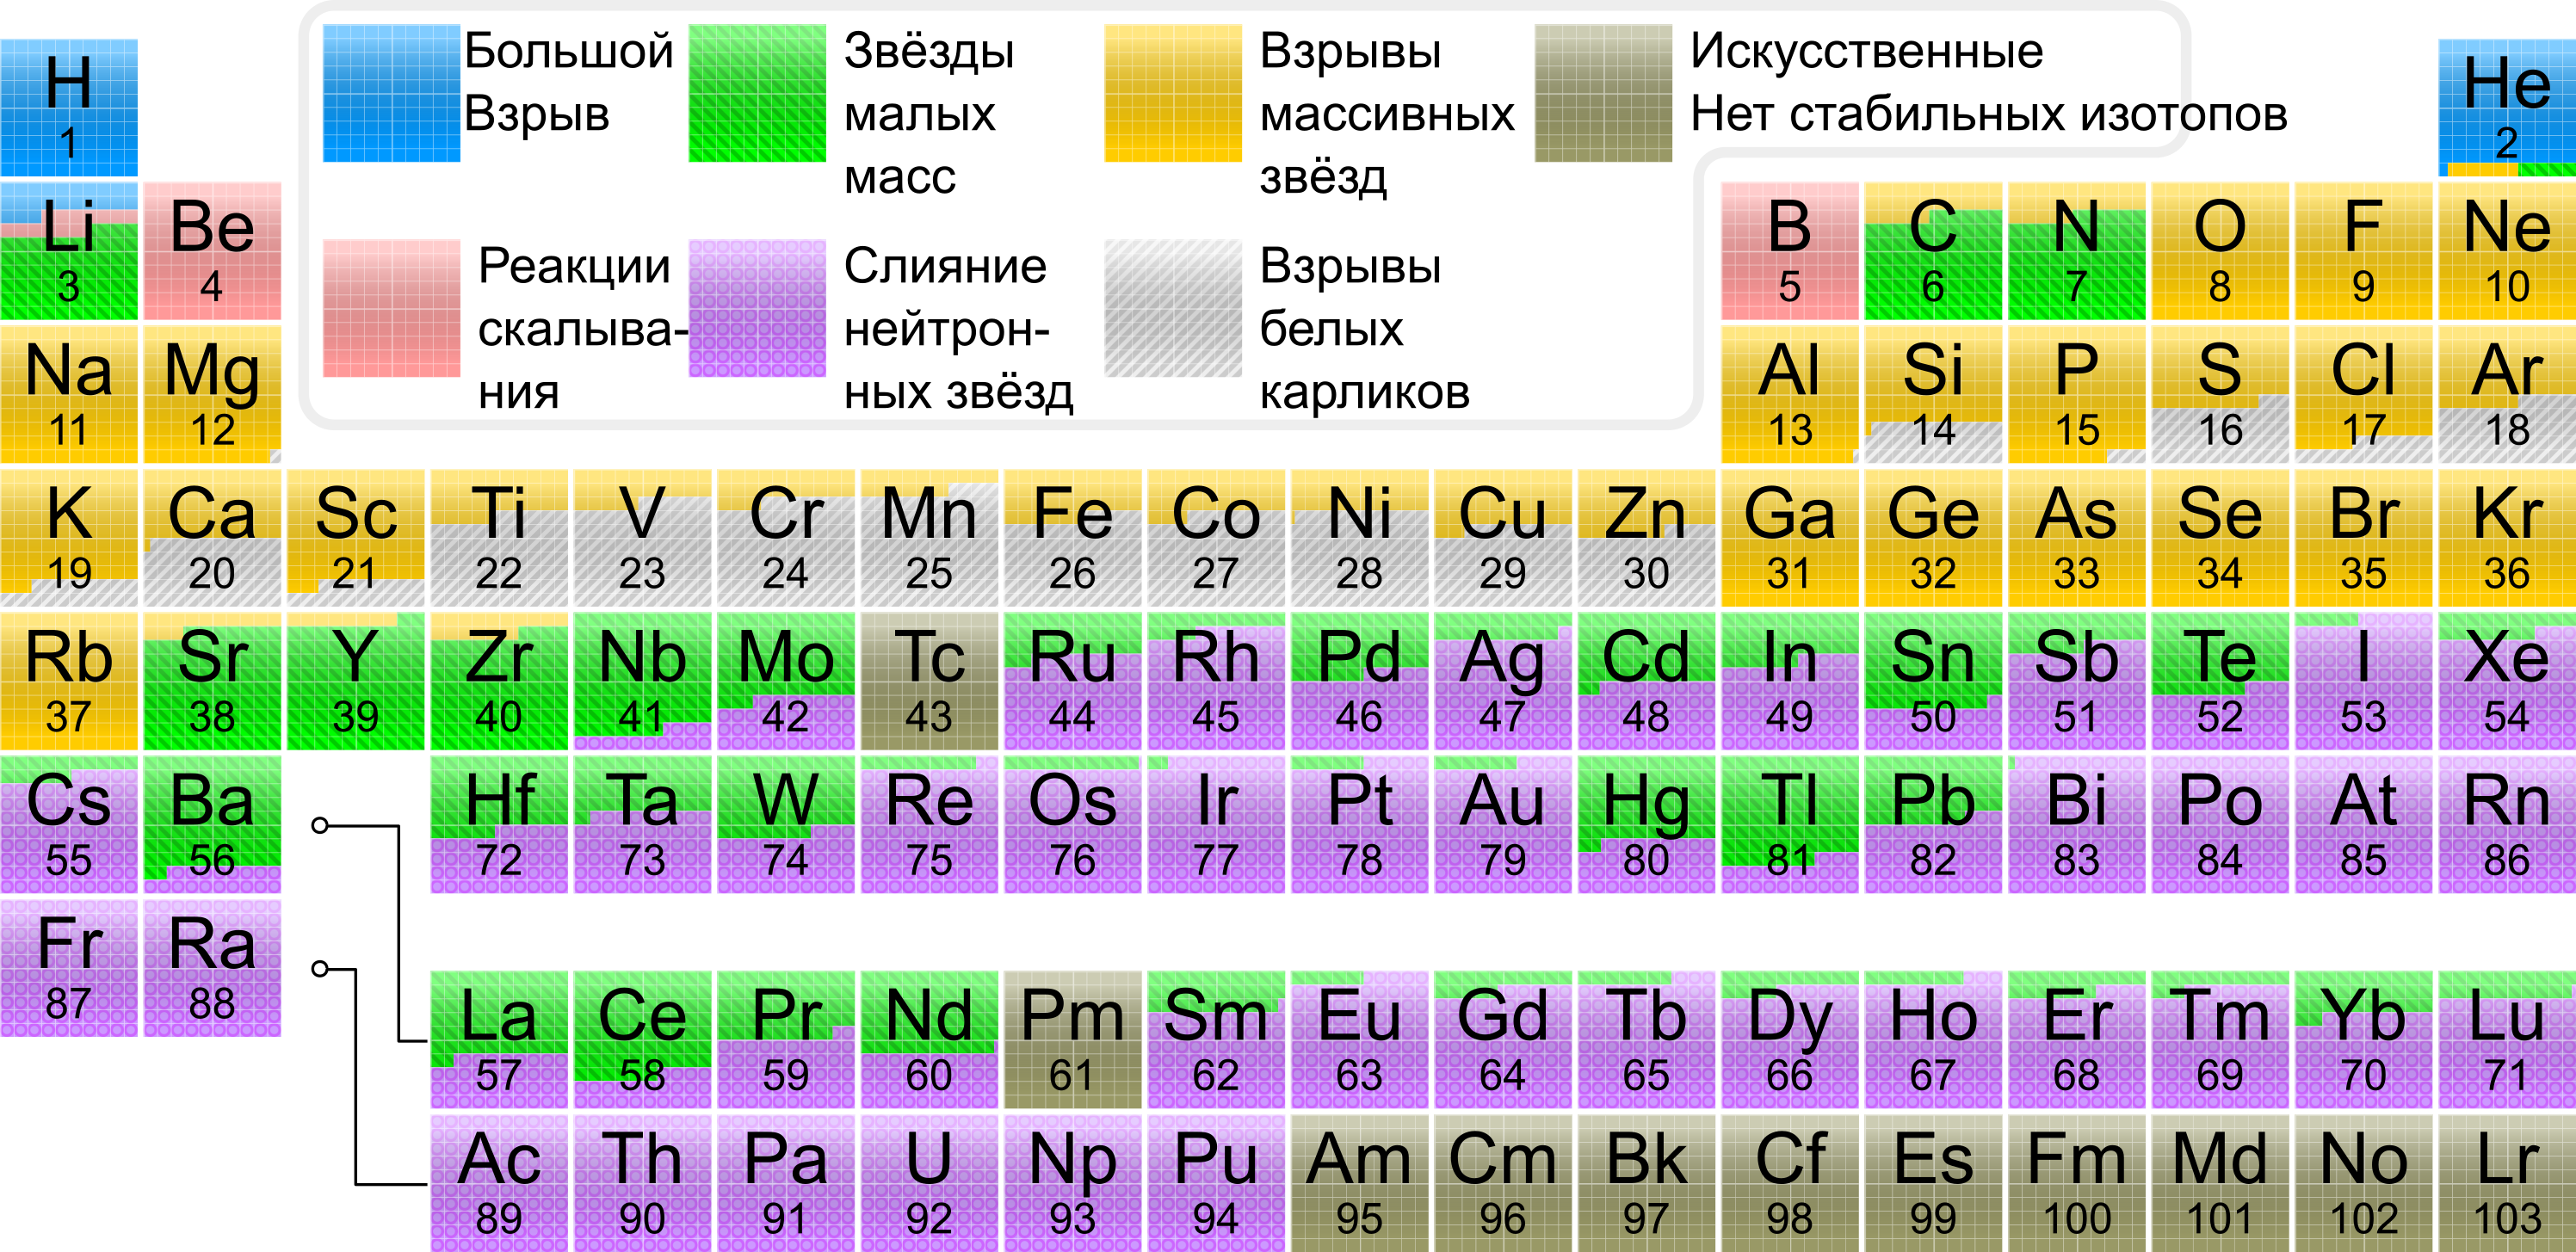 Большой
Взрыв
Звёзды
малых
масс
Взрывы
массивных
звёзд
Искусственные
Нет стабильных изотопов
Реакции
скалыва-
ния
Слияние
нейтрон-
ных звёзд
Взрывы
белых
карликов
H He
1 2
Li Be B C N O F Ne
3 4 5 6 7 8 9 10
Na Mg Al Si P S Cl Ar
11 12 13 14 15 16 17 18
K Ca Sc Ti V Cr Mn Fe Co Ni Cu Zn Ga Ge As Se Br Kr
19 20 21 22 23 24 25 26 27 28 29 30 31 32 33 34 35 36
Rb Sr Y Zr Nb Mo Tc Ru Rh Pd Ag Cd In Sn Sb Te I Xe
37 38 39 40 41 42 43 44 45 46 47 48 49 50 51 52 53 54
Cs Ba Hf Ta W Re Os Ir Pt Au Hg Tl Pb Bi Po At Rn
55 56 72 73 74 75 76 77 78 79 80 81 82 83 84 85 86
Fr Ra
87 88
La Ce Pr Nd Pm Sm Eu Gd Tb Dy Ho Er Tm Yb Lu
57 58 59 60 61 62 63 64 65 66 67 68 69 70 71
Ac Th Pa U Np Pu Am Cm Bk Cf Es Fm Md No Lr
89 90 91 92 93 94 95 96 97 98 99 100 101 102 103